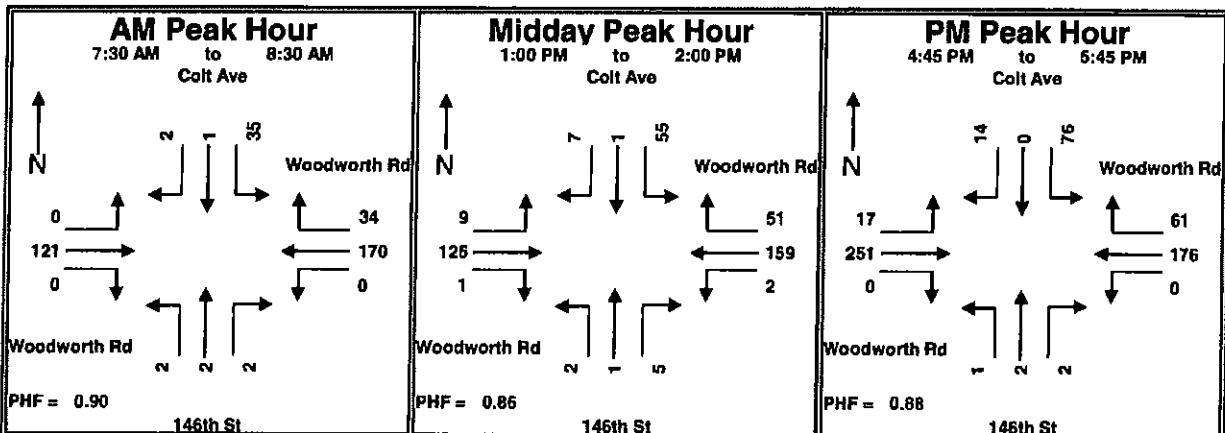 AM Peak Hour
7:30 AM to 8:30 AM
Colt Ave
2 1 35
N
Woodworth Rd
0 34
121 170
0 0
Woodworth Rd
2 2 2
PHF = 0.90
146th St
Midday Peak Hour
1:00 PM to 2:00 PM
Colt Ave
7 1 55
N
Woodworth Rd
9 51
125 159
1 2
Woodworth Rd
2 1 5
PHF = 0.86
146th St
PM Peak Hour
4:45 PM to 5:45 PM
Colt Ave
14 0 76
N
Woodworth Rd
17 61
251 176
0 0
Woodworth Rd
1 2 2
PHF = 0.88
146th St